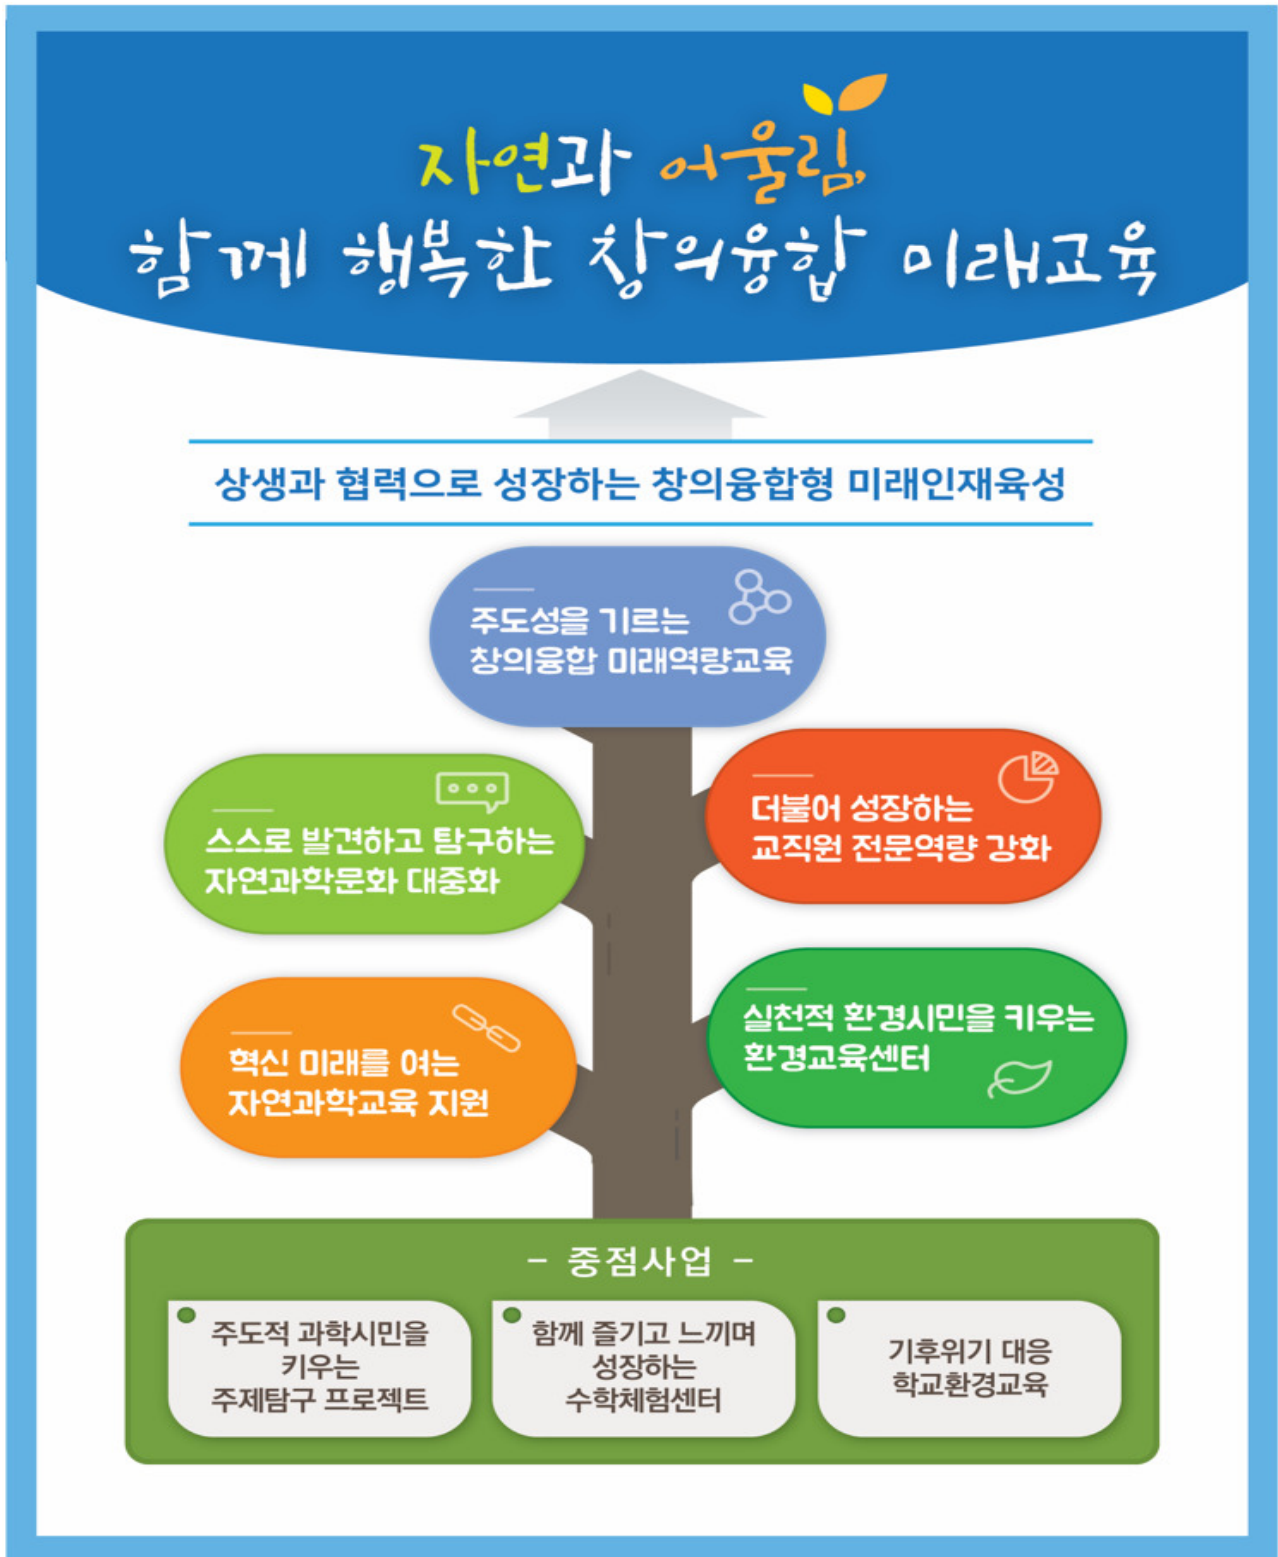 자연과 어울림,
함께 행복한 창의융합 미래교육
상생과 협력으로 성장하는 창의융합형 미래인재육성
주도성을 기르는
창의융합 미래역량교육
스스로 발견하고 탐구하는
자연과학문화 대중화
더불어 성장하는
교직원 전문역량 강화
혁신 미래를 여는
자연과학교육 지원
실천적 환경시민을 키우는
환경교육센터
- 중점사업 -
주도적 과학시민을
키우는
주제탐구 프로젝트
함께 즐기고 느끼며
성장하는
수학체험센터
기후위기 대응
학교환경교육